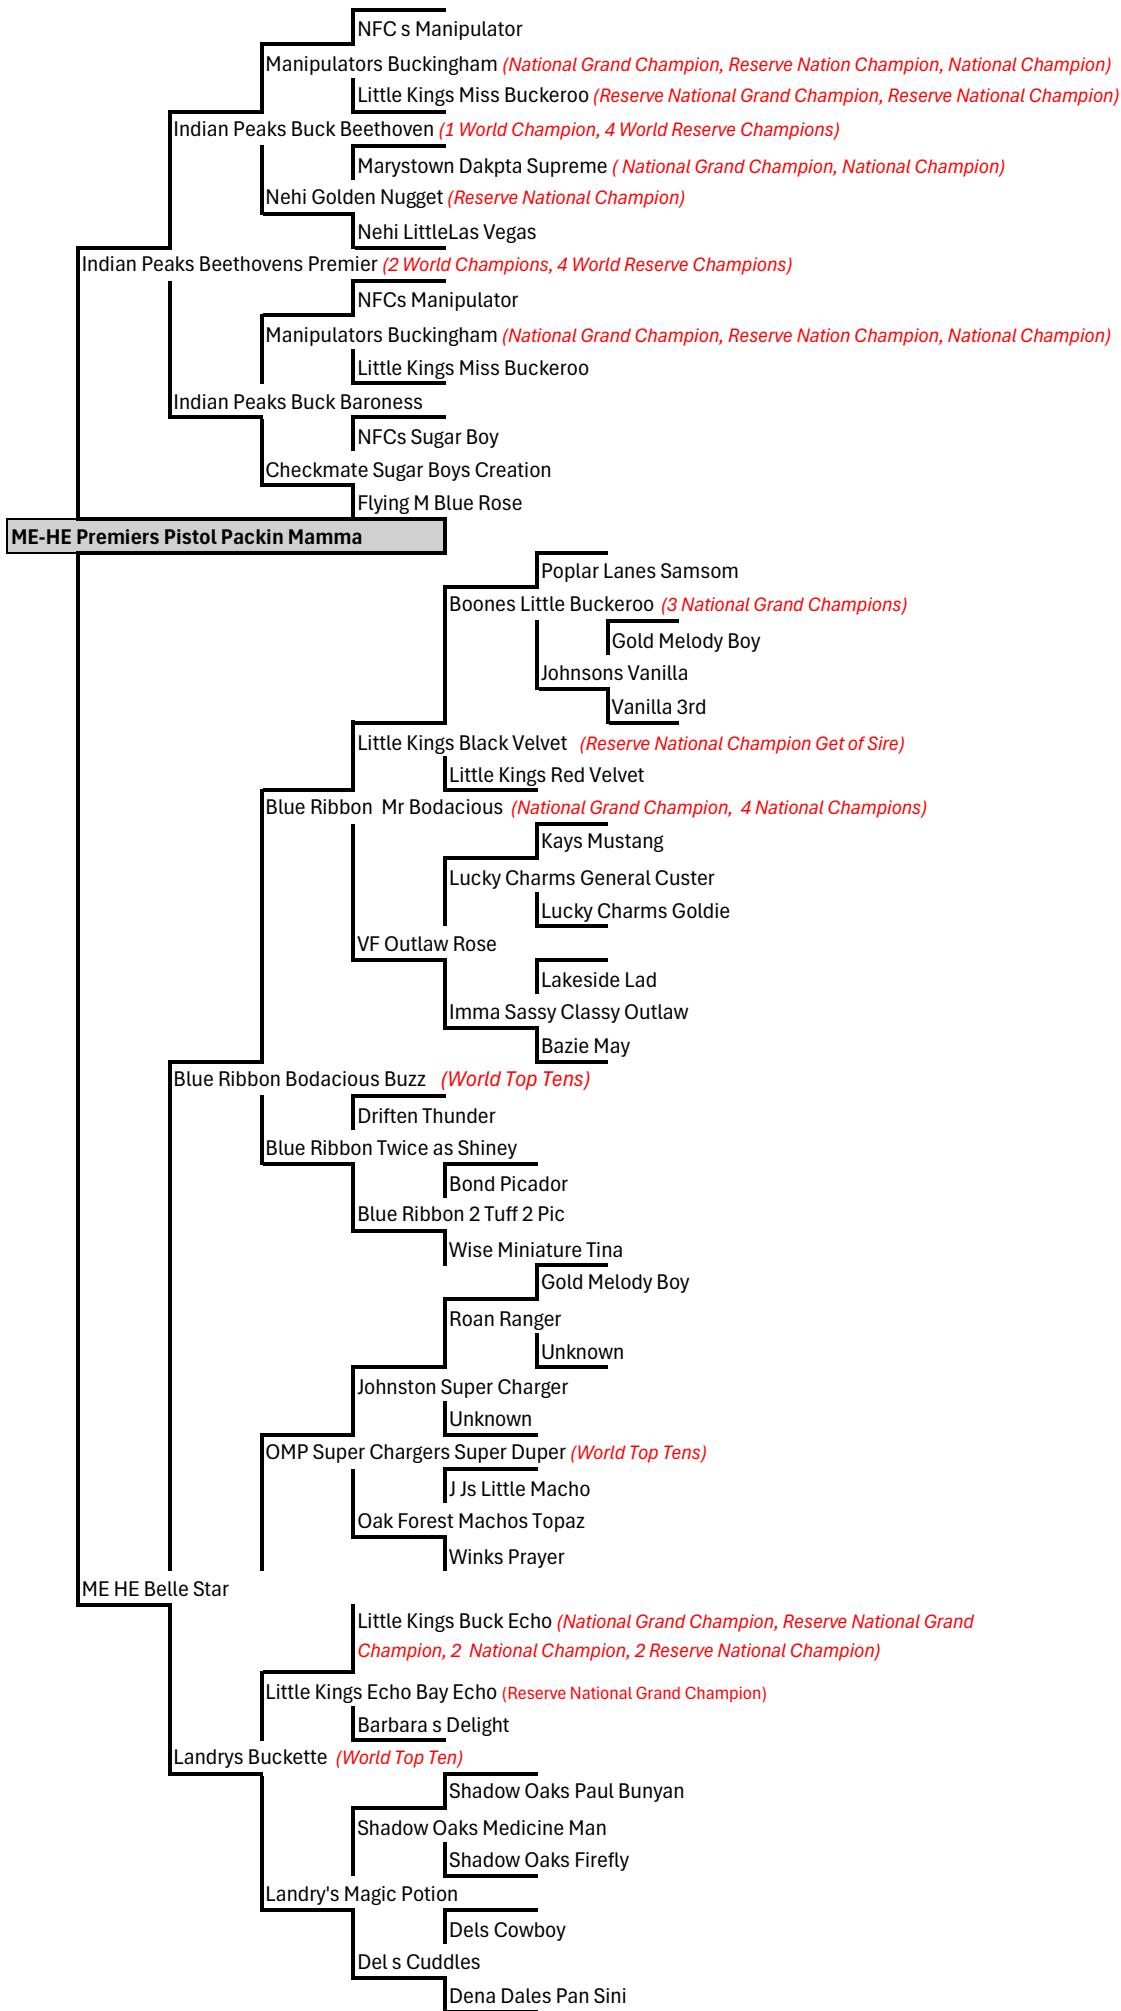 NFC s Manipulator
Manipulators Buckingham (National Grand Champion, Reserve Nation Champion, National Champion)
Little Kings Miss Buckeroo (Reserve National Grand Champion, Reserve National Champion)
Indian Peaks Buck Beethoven (1 World Champion, 4 World Reserve Champions)
Marystown Dakpta Supreme ( National Grand Champion, National Champion)
Nehi Golden Nugget (Reserve National Champion)
Nehi LittleLas Vegas
Indian Peaks Beethovens Premier (2 World Champions, 4 World Reserve Champions)
NFCs Manipulator
Manipulators Buckingham (National Grand Champion, Reserve Nation Champion, National Champion)
Little Kings Miss Buckeroo
Indian Peaks Buck Baroness
NFCs Sugar Boy
Checkmate Sugar Boys Creation
Flying M Blue Rose
ME-HE Premiers Pistol Packin Mamma
Poplar Lanes Samsom
Boones Little Buckeroo (3 National Grand Champions)
Gold Melody Boy
Johnsons Vanilla
Vanilla 3rd
Little Kings Black Velvet (Reserve National Champion Get of Sire)
Little Kings Red Velvet
Blue Ribbon Mr Bodacious (National Grand Champion, 4 National Champions)
Kays Mustang
Lucky Charms General Custer
Lucky Charms Goldie
VF Outlaw Rose
Lakeside Lad
Imma Sassy Classy Outlaw
Bazie May
Blue Ribbon Bodacious Buzz (World Top Tens)
Driften Thunder
Blue Ribbon Twice as Shiney
Bond Picador
Blue Ribbon 2 Tuff 2 Pic
Wise Miniature Tina
Gold Melody Boy
Roan Ranger
Unknown
Johnston Super Charger
Unknown
OMP Super Chargers Super Duper (World Top Tens)
J Js Little Macho
Oak Forest Machos Topaz
Winks Prayer
ME HE Belle Star
Little Kings Buck Echo (National Grand Champion, Reserve National Grand
Champion, 2 National Champion, 2 Reserve National Champion)
Little Kings Echo Bay Echo (Reserve National Grand Champion)
Barbara s Delight
Landrys Buckette (World Top Ten)
Shadow Oaks Paul Bunyan
Shadow Oaks Medicine Man
Shadow Oaks Firefly
Landry's Magic Potion
Dels Cowboy
Del s Cuddles
Dena Dales Pan Sini